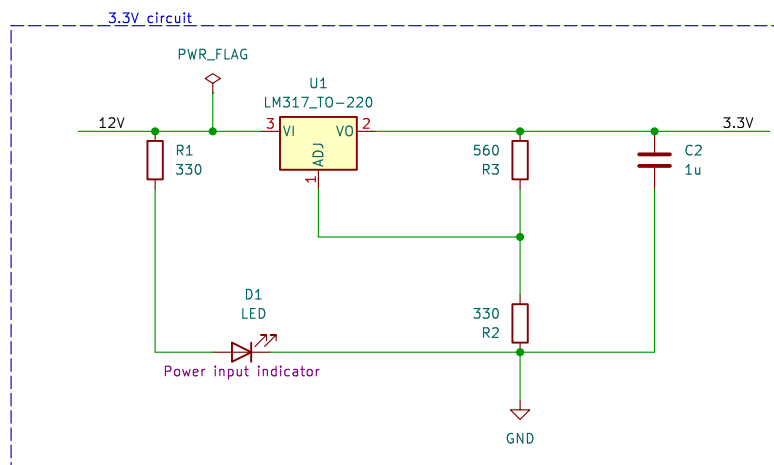 3.3V circuit
PWR_FLAG
U1
LM317_TO-220
12V
3
VI
VO
2
3.3V
ADJ
1
R1
330
560
R3
C2
1u
D1
LED
330
R2
Power input indicator
GND